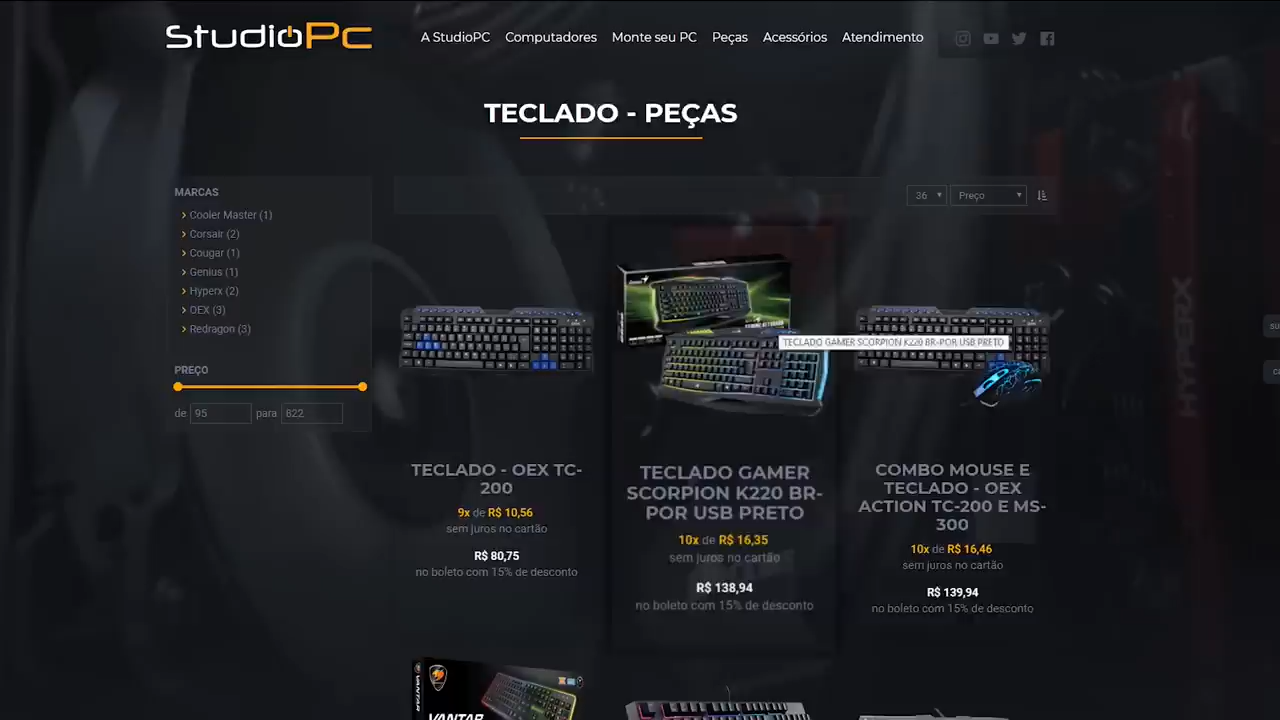 StudioPc
A StudioPC Computadores Monte seu PC Peças Acessórios Atendimento
TECLADO - PEÇAS
MARCAS
Cooler Master (1)
Corsair (2)
Cougar (1)
Genius (1)
Hyperx (2)
OEX (3)
Redragon (3)
PREÇO
de 95 para 822
36 Preço
TECLADO GAMER SCORPION K220 BR-POR USB PRETO
TECLADO - OEX TC-
200
9x de R$ 10,56
sem juros no cartão
R$ 80,75
no boleto com 15% de desconto
TECLADO GAMER
SCORPION K220 BR-
POR USB PRETO
10x de R$ 16,35
sem juros no cartão
R$ 138,94
no boleto com 15% de desconto
COMBO MOUSE E
TECLADO - OEX
ACTION TC-200 E MS-
300
10x de R$ 16,46
sem juros no cartão
R$ 139,94
no boleto com 15% de desconto
HYPERX
VANTAR